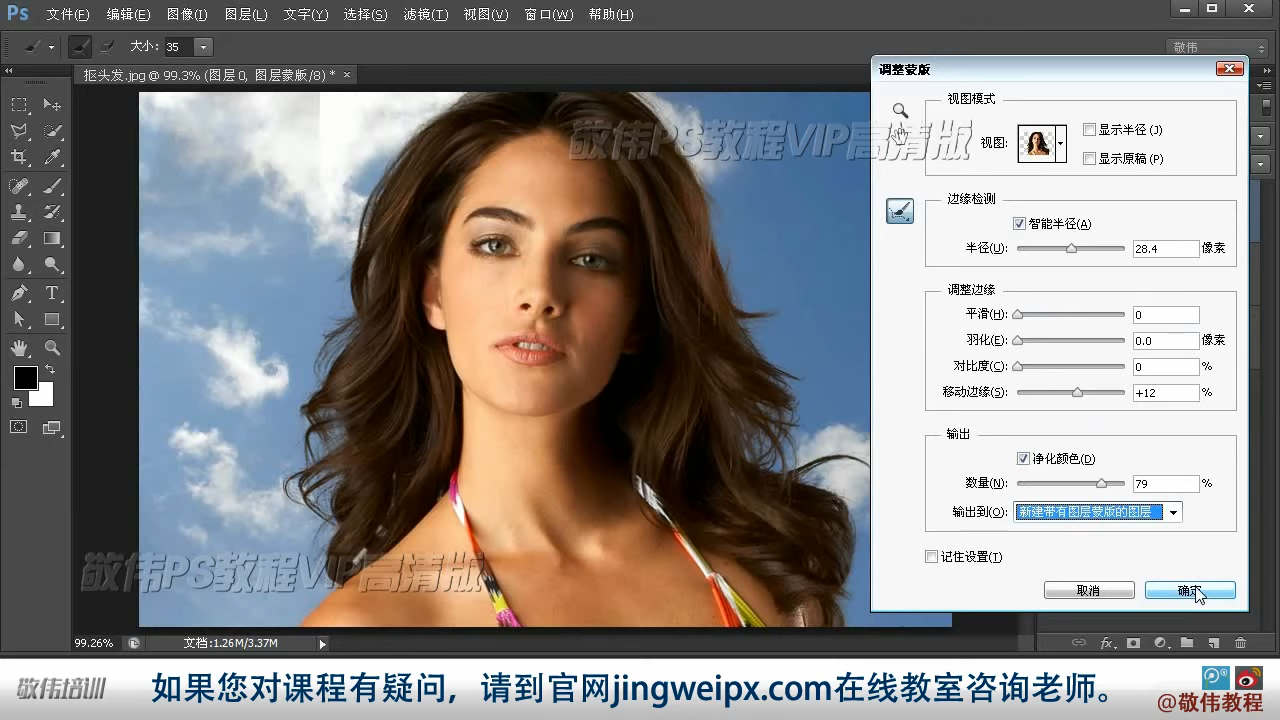 Ps 文件(F) 编辑(E) 图像(I) 图层(L) 文字(Y) 选择(S) 滤镜(T) 视图(V) 窗口(W) 帮助(H)
大小: 35
敬伟
抠头发.jpg @ 99.3% (图层 0, 图层蒙版/8) * ×
调整蒙版
视图模式
视图:
显示半径 (J)
显示原稿 (P)
敬伟PS教程VIP高清版
边缘检测
智能半径(A)
半径(U): 28.4 像素
调整边缘
平滑(H): 0
羽化(E): 0.0 像素
对比度(C): 0 %
移动边缘(S): +12 %
输出
净化颜色(D)
数量(N): 79 %
输出到(O): 新建带有图层蒙版的图层
记住设置(T)
取消 确定
敬伟PS教程VIP高清版
99.26% 文档:1.26M/3.37M
fx
敬伟培训
如果您对课程有疑问，请到官网jingweipx.com在线教室咨询老师。
@敬伟教程